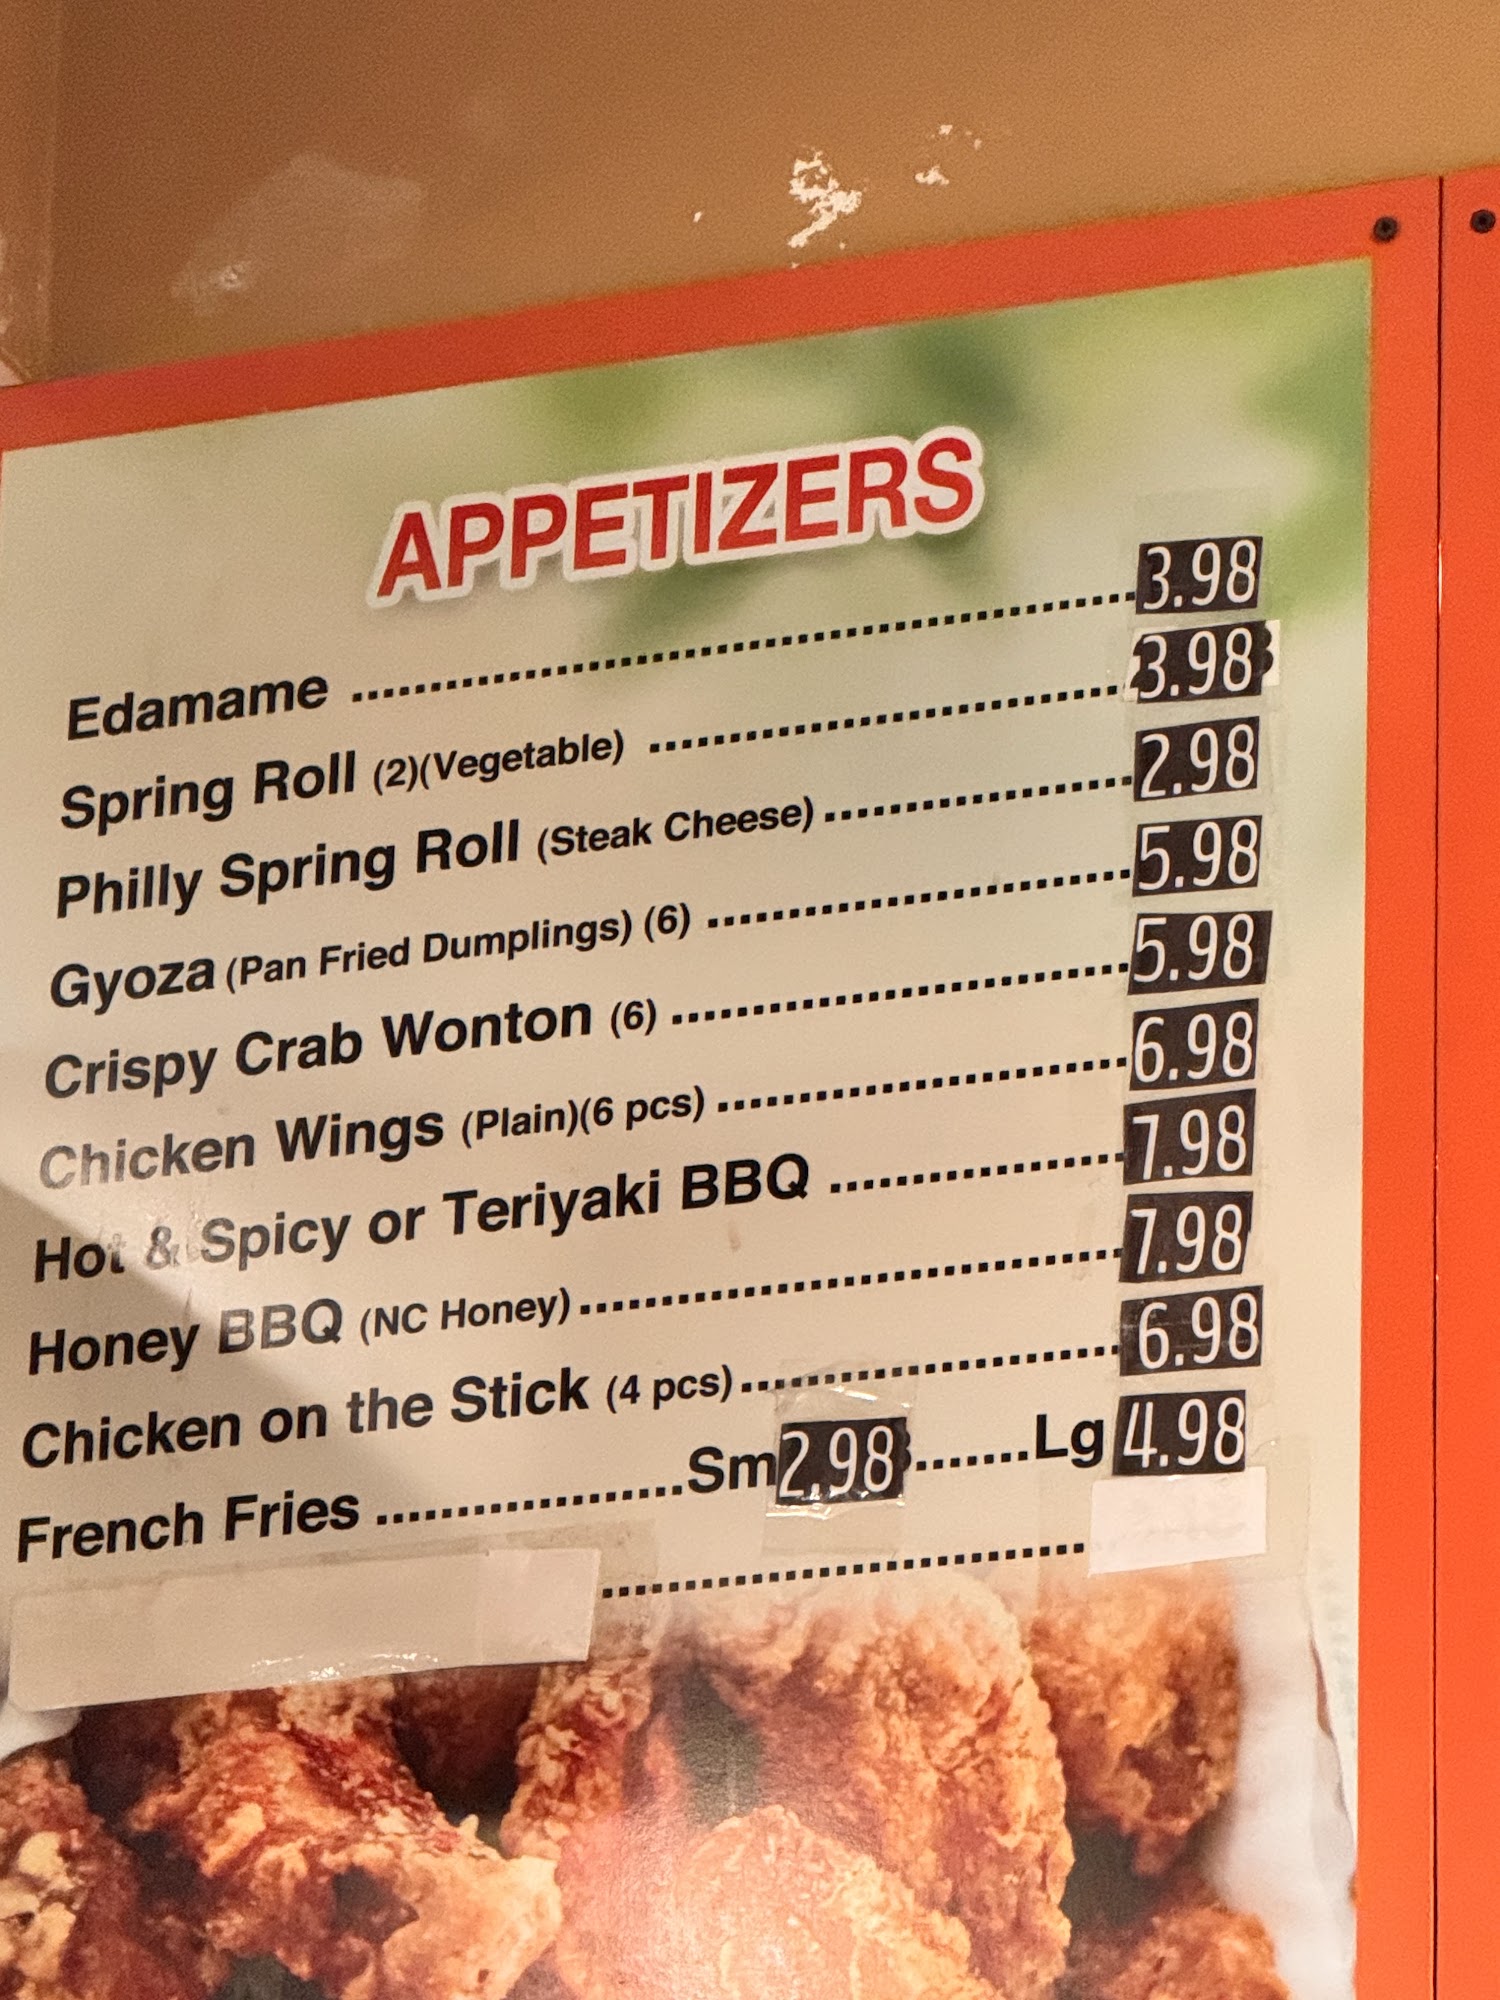 APPETIZERS
Edamame ........................................ 3.98
Spring Roll (2)(Vegetable) ........................ 3.98
Philly Spring Roll (Steak Cheese) ................ 2.98
Gyoza (Pan Fried Dumplings) (6) ...................... 5.98
Crispy Crab Wonton (6) ........................ 5.98
Chicken Wings (Plain)(6 pcs) ...................... 6.98
Hot & Spicy or Teriyaki BBQ ................ 7.98
Honey BBQ (NC Honey) ............................ 7.98
Chicken on the Stick (4 pcs) .................... 6.98
French Fries ................ Sm 2.98 ....... Lg 4.98